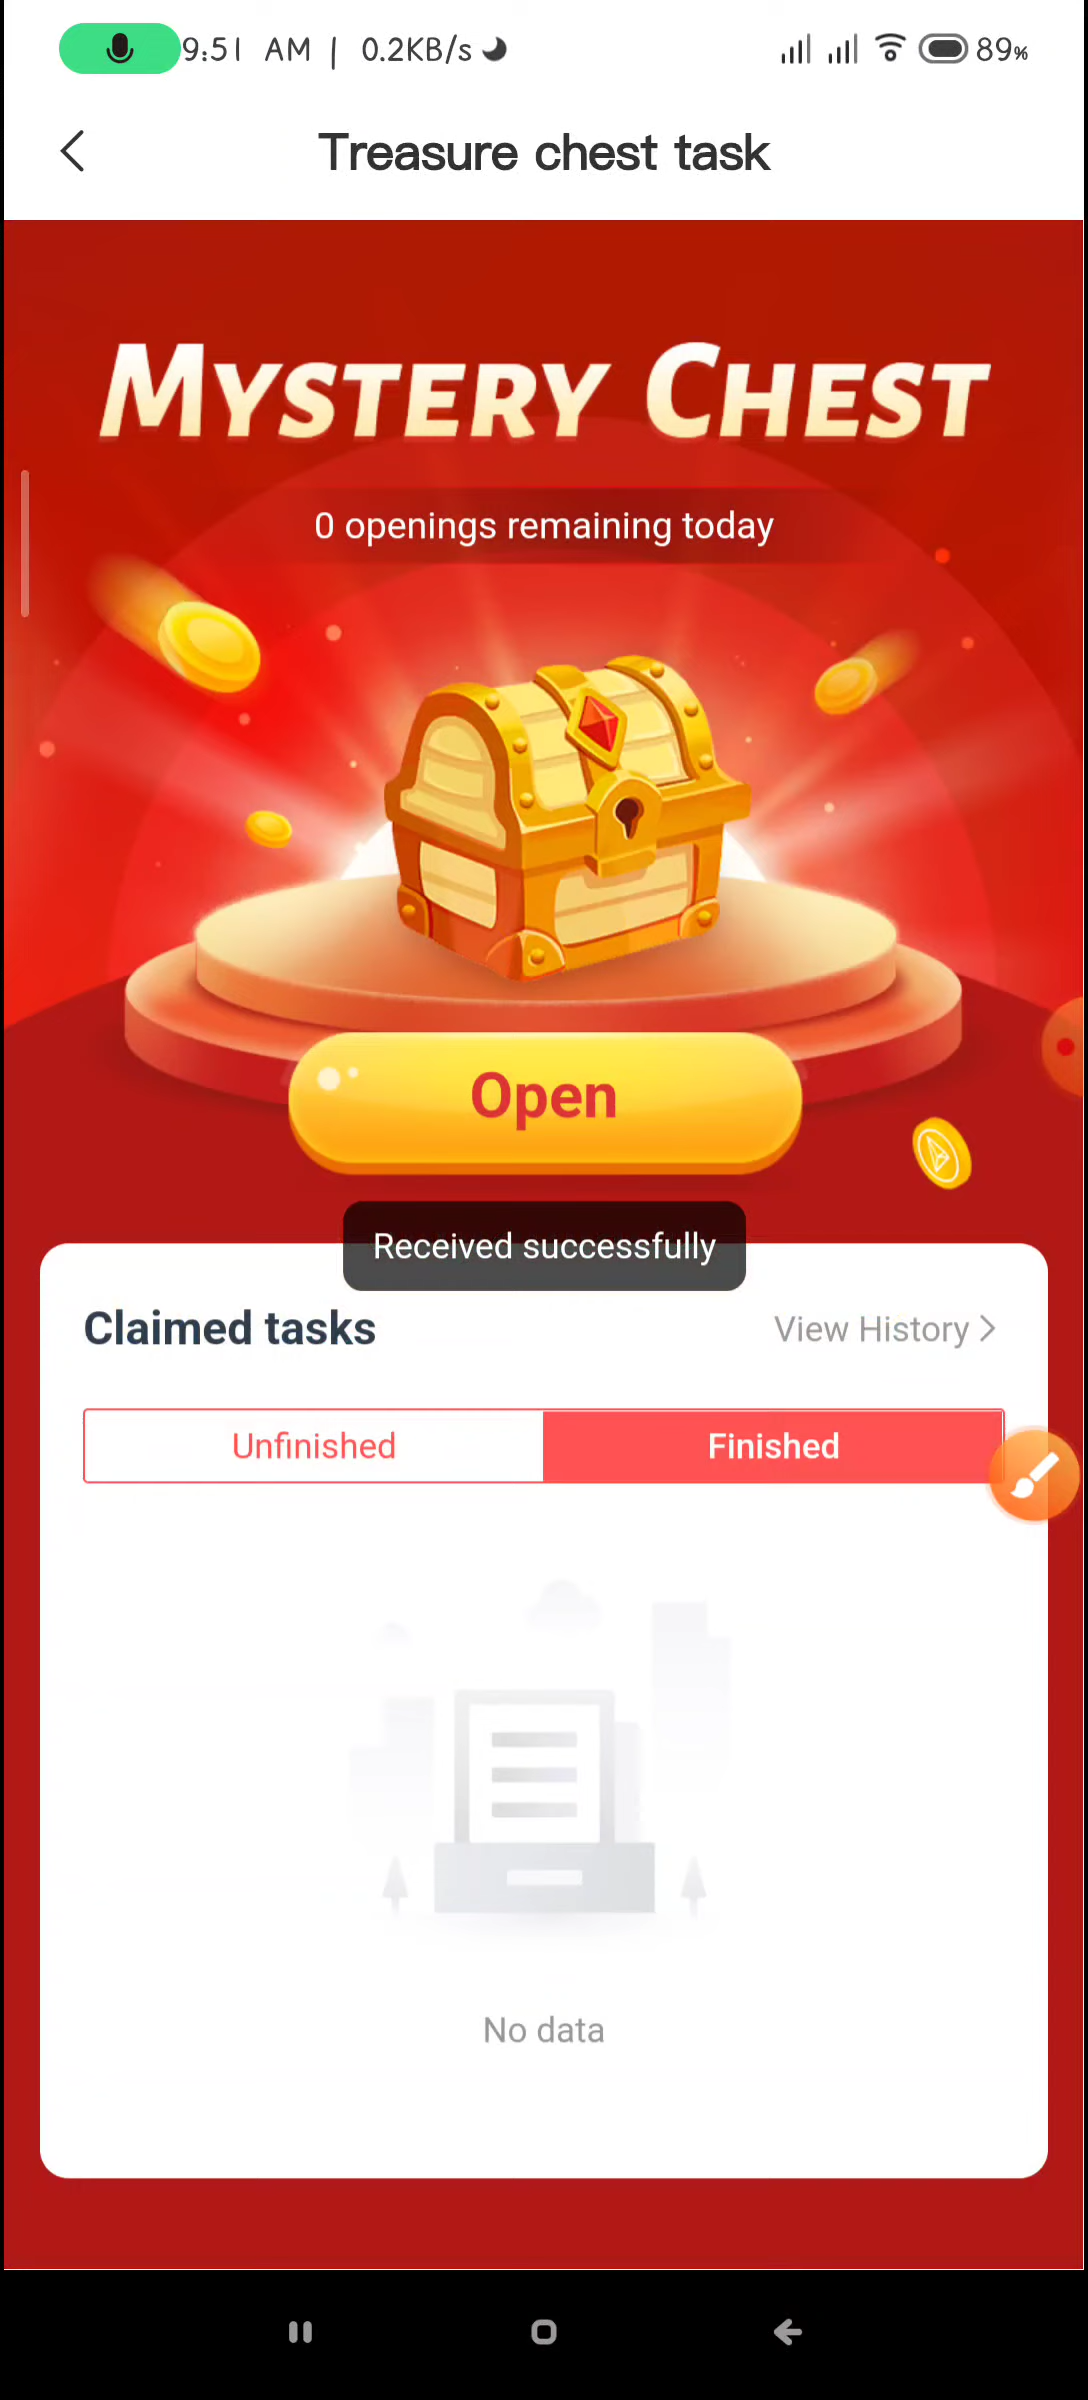 9:51 AM | 0.2KB/s 89%
Treasure chest task
MYSTERY CHEST
0 openings remaining today
Open
Received successfully
Claimed tasks View History
Unfinished Finished
No data